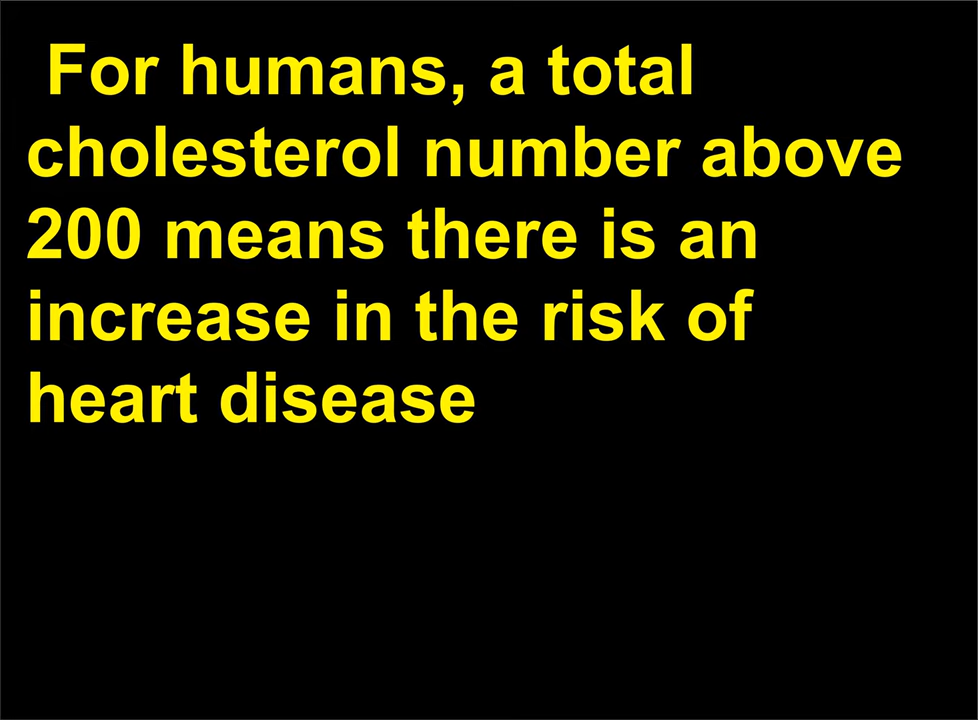 For humans, a total
cholesterol number above
200 means there is an
increase in the risk of
heart disease